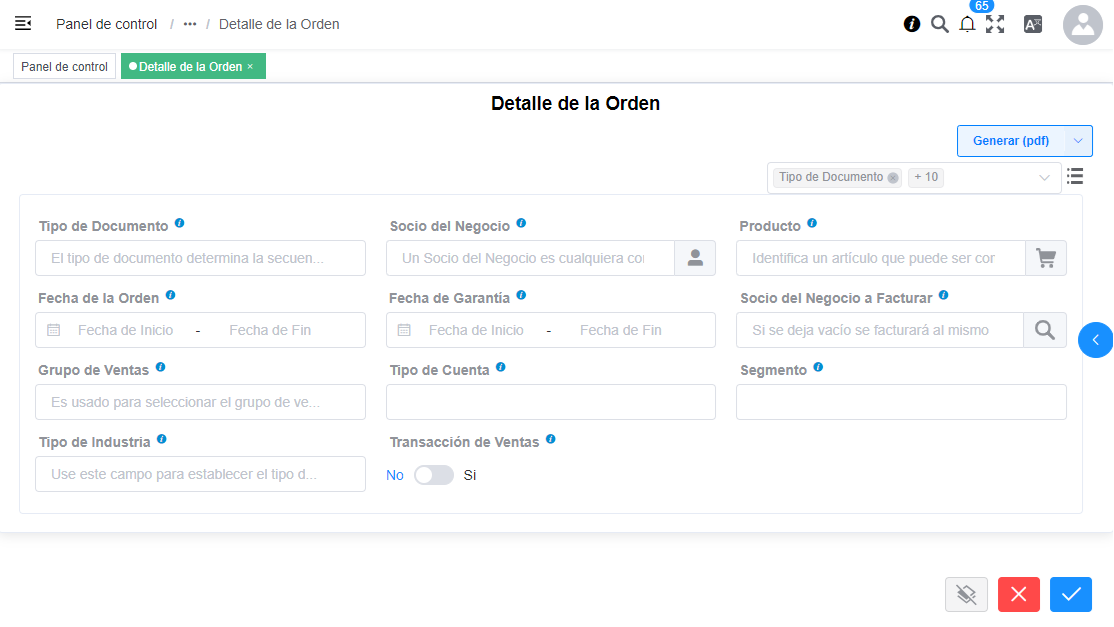 Panel de control / ··· / Detalle de la Orden
65
Panel de control
Detalle de la Orden ×
Detalle de la Orden
Generar (pdf)
Tipo de Documento + 10
Tipo de Documento Socio del Negocio Producto
El tipo de documento determina la secuen... Un Socio del Negocio es cualquiera co Identifica un artículo que puede ser cor
Fecha de la Orden Fecha de Garantía Socio del Negocio a Facturar
Fecha de Inicio - Fecha de Fin Fecha de Inicio - Fecha de Fin Si se deja vacío se facturará al mismo
Grupo de Ventas Tipo de Cuenta Segmento
Es usado para seleccionar el grupo de ve...
Tipo de Industria Transacción de Ventas
Use este campo para establecer el tipo d... No Si